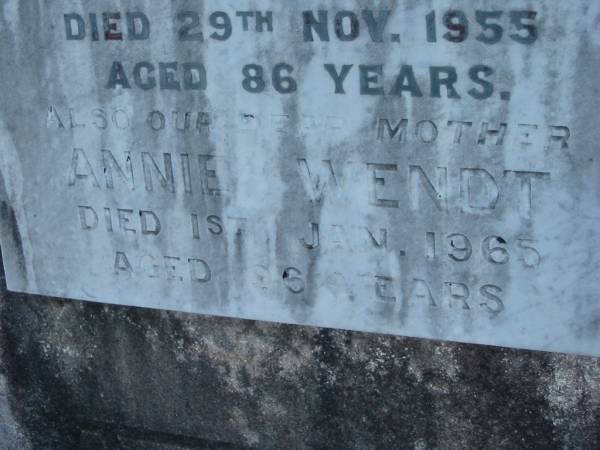 DIED 29TH NOV. 1955
AGED 86 YEARS.
ALSO OUR DEAR MOTHER
ANNIE WENDT
DIED 1ST JAN. 1965
AGED 96 YEARS